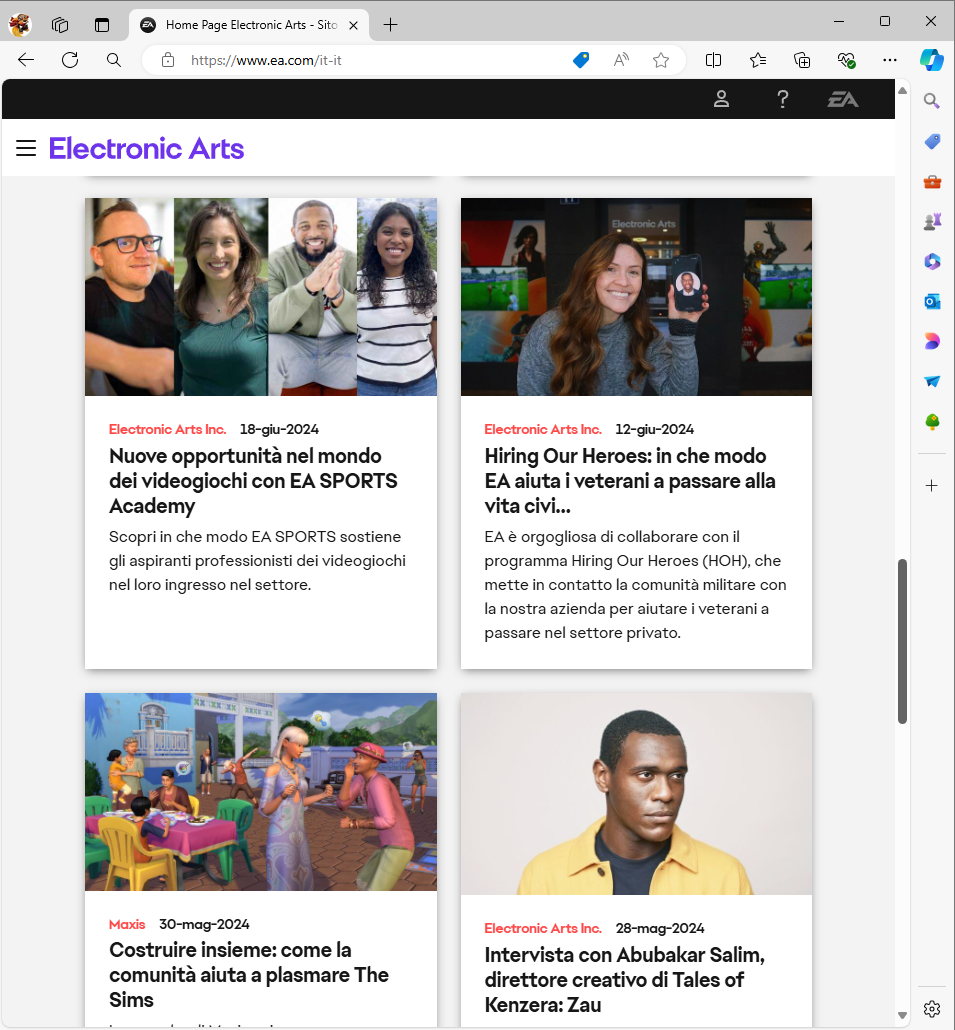 Home Page Electronic Arts - Sito
https://www.ea.com/it-it
EA
Electronic Arts
Electronic Arts
Electronic Arts Inc. 18-giu-2024
Nuove opportunità nel mondo
dei videogiochi con EA SPORTS
Academy
Scopri in che modo EA SPORTS sostiene
gli aspiranti professionisti dei videogiochi
nel loro ingresso nel settore.
Electronic Arts Inc. 12-giu-2024
Hiring Our Heroes: in che modo
EA aiuta i veterani a passare alla
vita civi...
EA è orgogliosa di collaborare con il
programma Hiring Our Heroes (HOH), che
mette in contatto la comunità militare con
la nostra azienda per aiutare i veterani a
passare nel settore privato.
Maxis 30-mag-2024
Costruire insieme: come la
comunità aiuta a plasmare The
Sims
Electronic Arts Inc. 28-mag-2024
Intervista con Abubakar Salim,
direttore creativo di Tales of
Kenzera: Zau